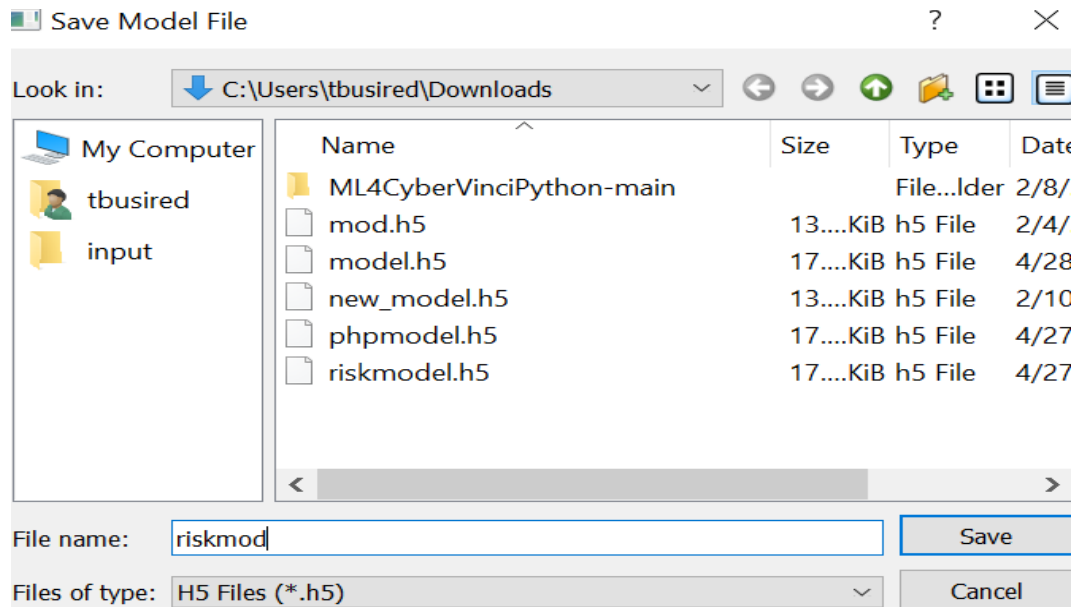 Save Model File ?
Look in: C:\Users\tbusired\Downloads
My Computer
tbusired
input
Name Size Type Date
ML4CyberVinciPython-main File...lder 2/8/
mod.h5 13....KiB h5 File 2/4/
model.h5 17....KiB h5 File 4/28
new_model.h5 13....KiB h5 File 2/10
phpmodel.h5 17....KiB h5 File 4/27
riskmodel.h5 17....KiB h5 File 4/27
File name: riskmod Save
Files of type: H5 Files (*.h5) Cancel